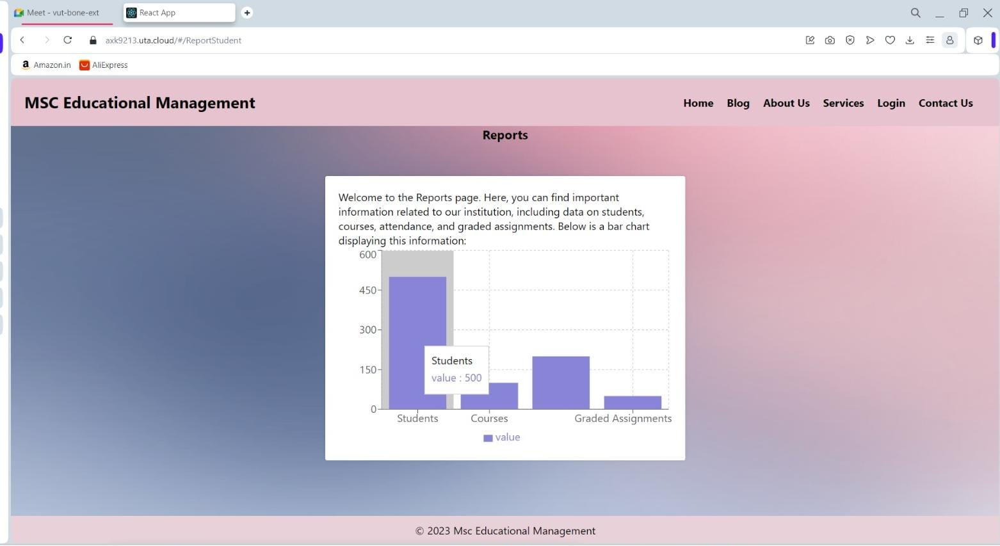 Meet - vut-bone-ext
React App
axk9213.uta.cloud/#/ReportStudent
a Amazon.in
AliExpress
MSC Educational Management
Home Blog About Us Services Login Contact Us
Reports
Welcome to the Reports page. Here, you can find important
information related to our institution, including data on students,
courses, attendance, and graded assignments. Below is a bar chart
displaying this information:
600
450
300
150
0
Students
value : 500
Students Courses Graded Assignments
value
© 2023 Msc Educational Management